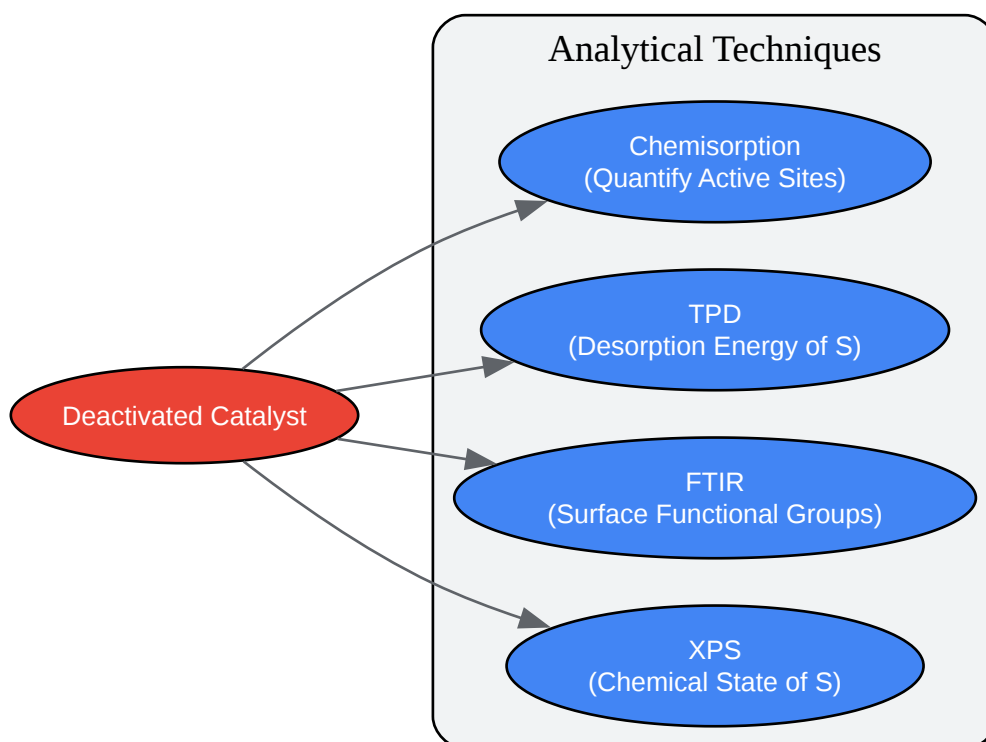 Analytical Techniques
Chemisorption
(Quantify Active Sites)
TPD
(Desorption Energy of S)
Deactivated Catalyst
FTIR
(Surface Functional Groups)
XPS
(Chemical State of S)